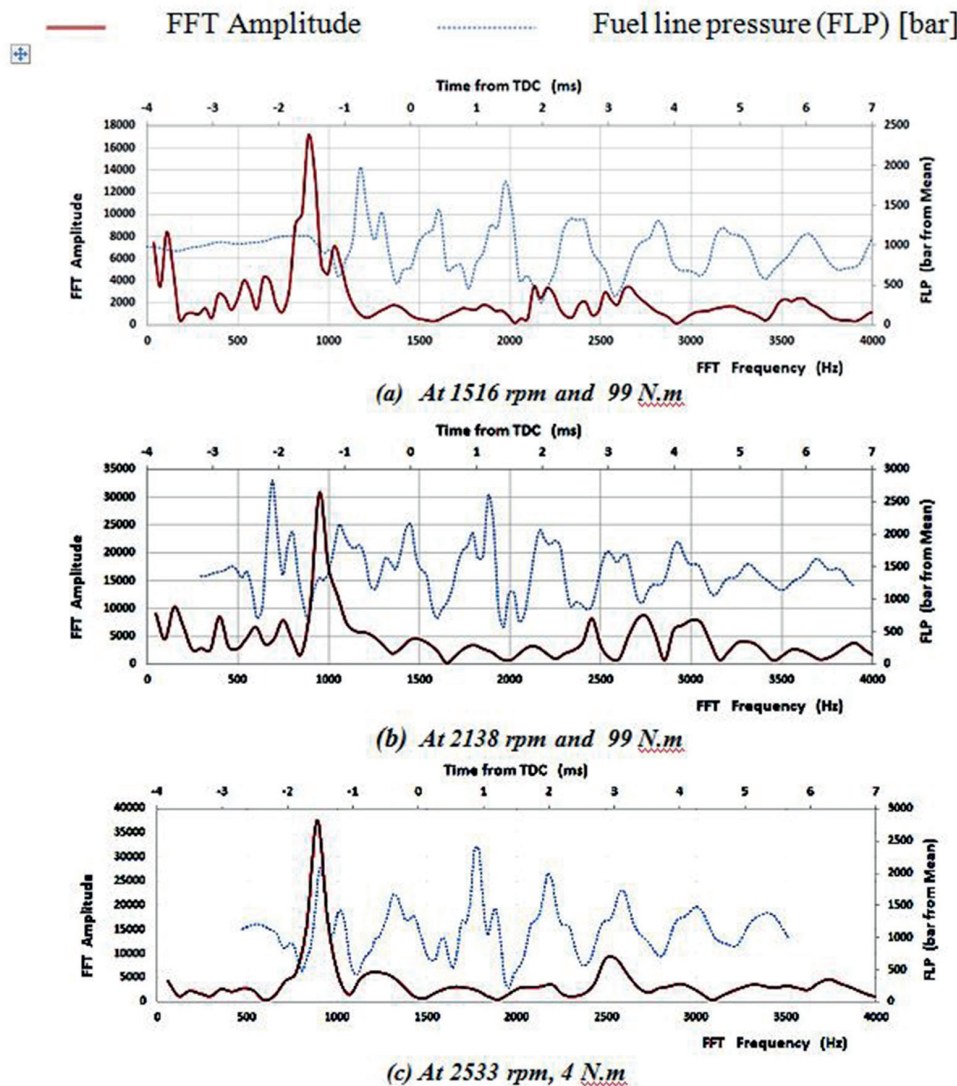 FFT Amplitude Fuel line pressure (FLP) [bar]
Time from TDC (ms)
-4 -3 -2 -1 0 1 2 3 4 5 6 7
18000 2500
16000
14000 2000
12000
10000 1500
8000 1000
6000
4000 500
2000
0 0
FFT Amplitude
FLP (bar from Mean)
0 500 1000 1500 2000 2500 3000 3500 4000
FFT Frequency (Hz)
(a) At 1516 rpm and 99 N.m
Time from TDC (ms)
-4 -3 -2 -1 0 1 2 3 4 5 6 7
35000 3000
30000 2500
25000 2000
20000
15000 1500
10000 1000
5000 500
0 0
FFT Amplitude
FLP (bar from Mean)
0 500 1000 1500 2000 2500 3000 3500 4000
FFT Frequency (Hz)
(b) At 2138 rpm and 99 N.m
Time from TDC (ms)
-4 -3 -2 -1 0 1 2 3 4 5 6 7
40000 3000
35000 2500
30000
25000 2000
20000 1500
15000 1000
10000
5000 500
0 0
FFT Amplitude
FLP (bar from Mean)
0 500 1000 1500 2000 2500 3000 3500 4000
FFT Frequency (Hz)
(c) At 2533 rpm, 4 N.m